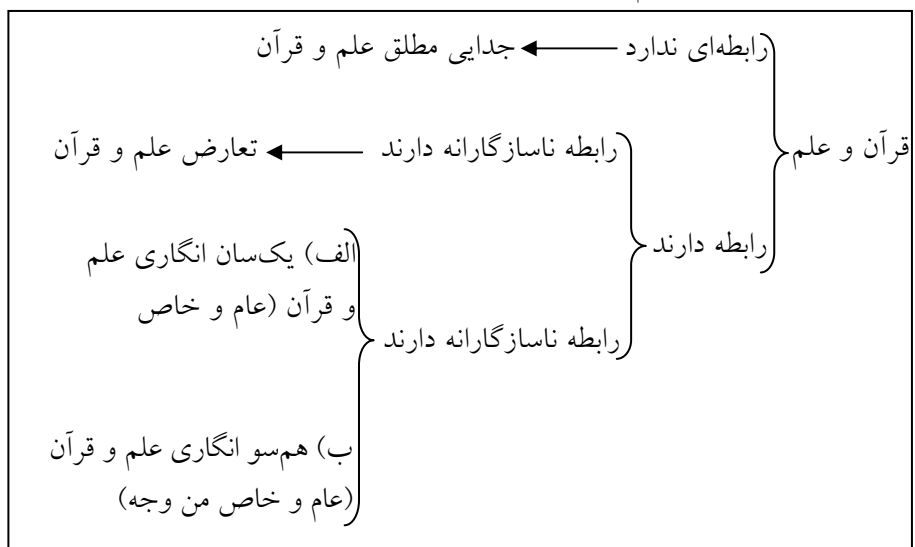 رابطه‌ای ندارد
جدایی مطلق علم و قرآن
قرآن و علم
رابطه ناسازگارانه دارند
تعارض علم و قرآن
رابطه دارند
رابطه ناسازگارانه دارند
الف) یک‌سان انگاری علم
و قرآن (عام و خاص
ب) هم‌سو انگاری علم و قرآن
(عام و خاص من وجه)